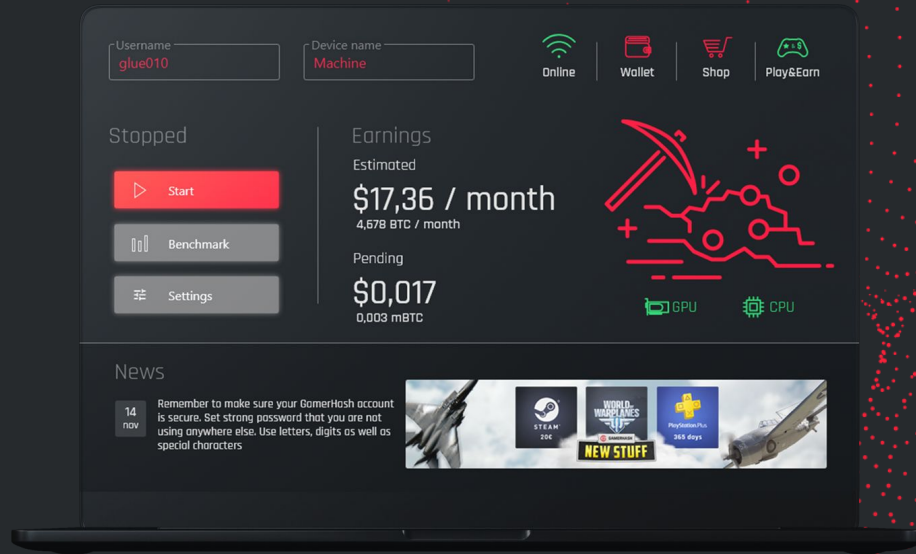 Username
glue010
Device name
Machine
Online
Wallet
Shop
Play&Earn
Stopped
Start
Benchmark
Settings
Earnings
Estimated
$17,36 / month
4,678 BTC / month
Pending
$0,017
0,003 mBTC
GPU
CPU
News
14
nov
Remember to make sure your GamerHash account
is secure. Set strong password that you are not
using anywhere else. Use letters, digits as well as
special characters
STEAM
20€
WORLD OF
WARPLANES
PlayStation Plus
365 days
GAMERHASH
NEW STUFF